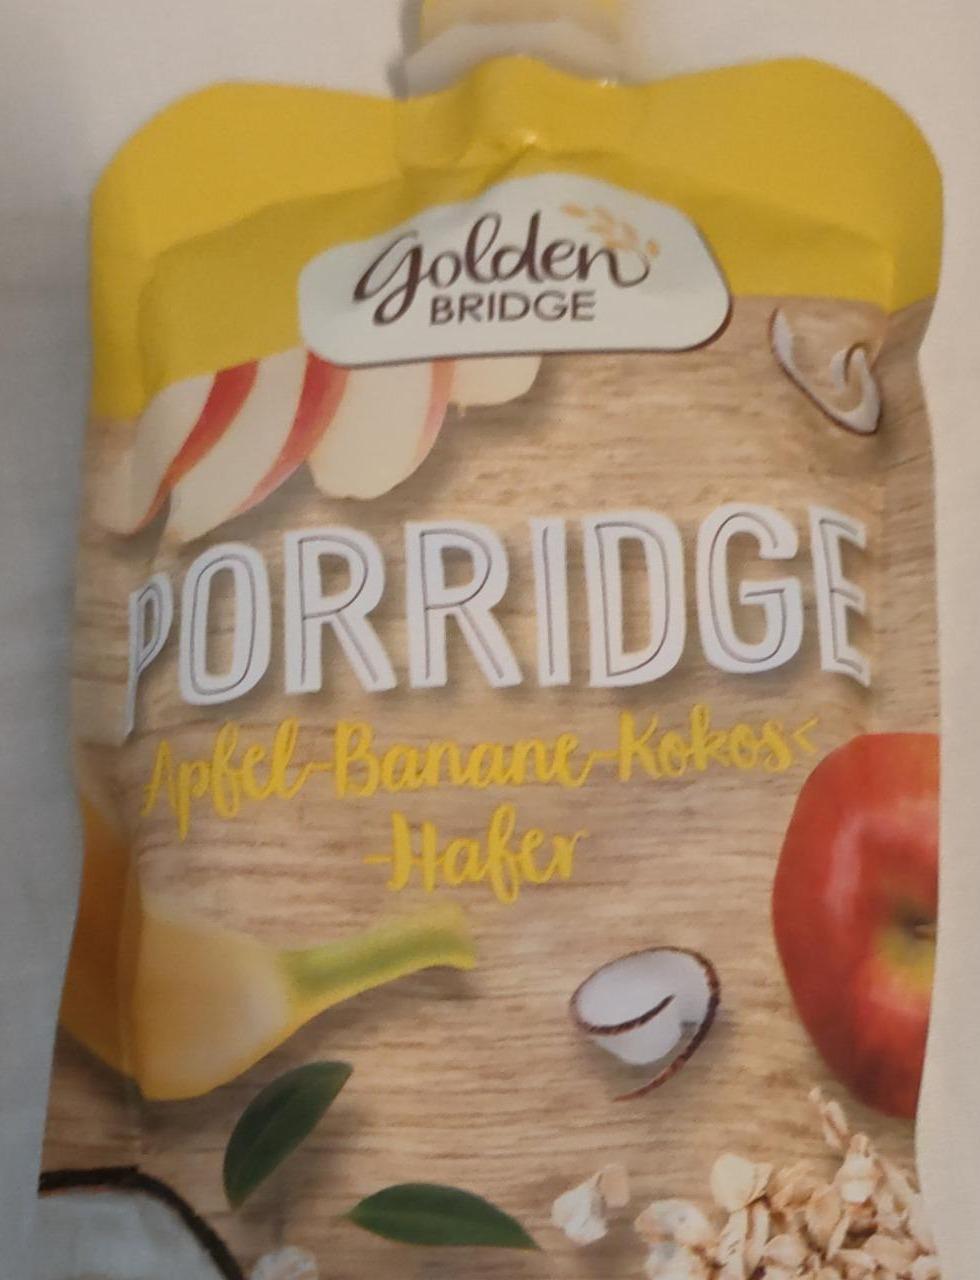 Golden
BRIDGE
PORRIDGE
Apfel-Banane-Kokos-
-Hafer